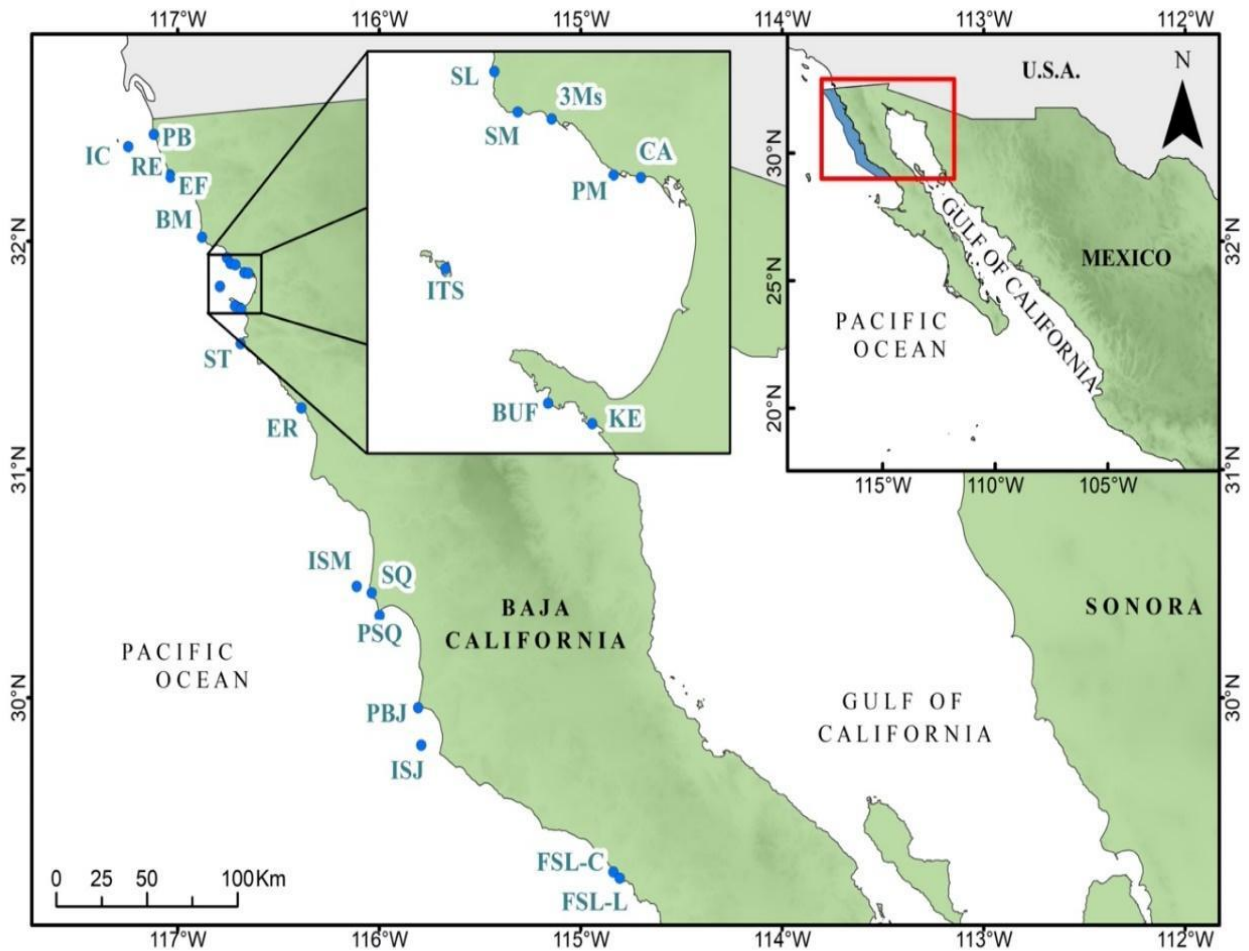 117°W 116°W 115°W 114°W 113°W 112°W
SL
3Ms
SM
CA
PM
ITS
BUF
KE
U.S.A.
N
30°N
25°N
20°N
GULF OF CALIFORNIA
MEXICO
PACIFIC
OCEAN
115°W 110°W 105°W
PB
IC
RE
EF
BM
32°N
32°N
ST
ER
31°N
31°N
ISM
SQ
PSQ
BAJA
CALIFORNIA
SONORA
PACIFIC
OCEAN
30°N
30°N
PBJ
ISJ
GULF OF
CALIFORNIA
FSL-C
FSL-L
0 25 50 100Km
117°W 116°W 115°W 114°W 113°W 112°W